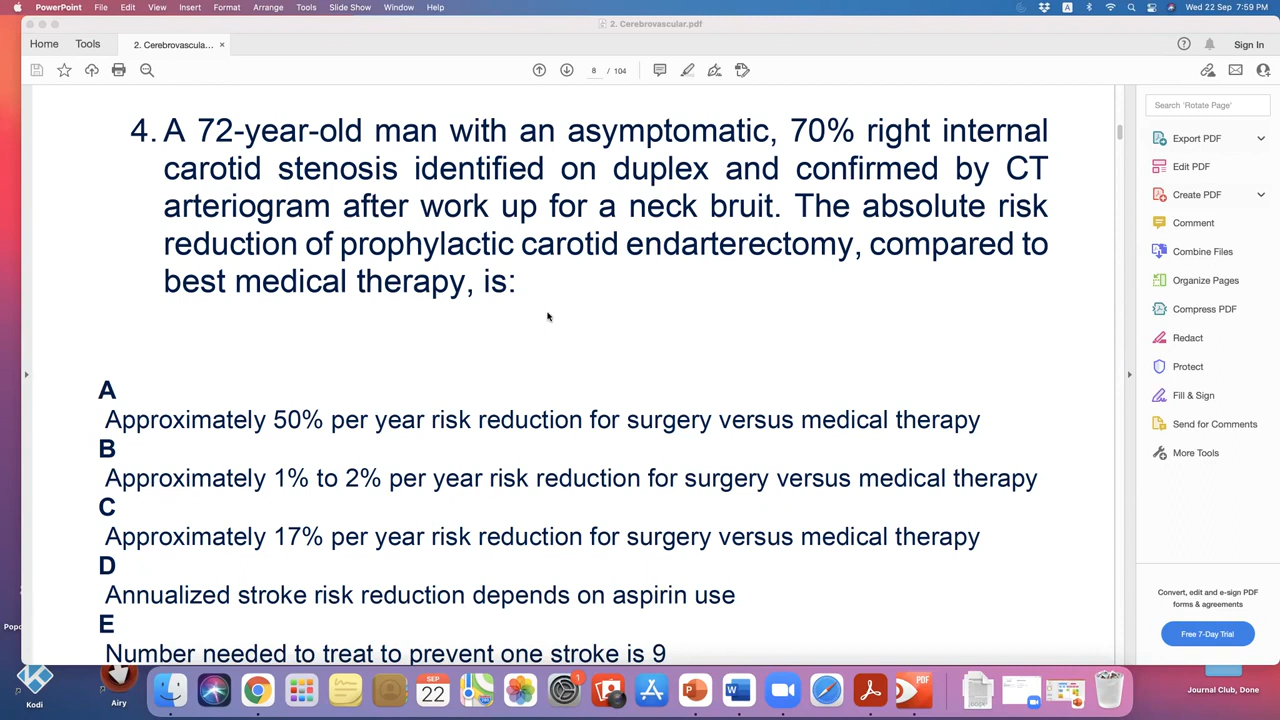 PowerPoint File Edit View Insert Format Arrange Tools Slide Show Window Help A Wed 22 Sep 7:59 PM
2. Cerebrovascular.pdf
Home Tools 2. Cerebrovascula... × Sign In
8 / 104
Search 'Rotate Page'
4. A 72-year-old man with an asymptomatic, 70% right internal
carotid stenosis identified on duplex and confirmed by CT
arteriogram after work up for a neck bruit. The absolute risk
reduction of prophylactic carotid endarterectomy, compared to
best medical therapy, is:
A
Approximately 50% per year risk reduction for surgery versus medical therapy
B
Approximately 1% to 2% per year risk reduction for surgery versus medical therapy
C
Approximately 17% per year risk reduction for surgery versus medical therapy
D
Annualized stroke risk reduction depends on aspirin use
E
Number needed to treat to prevent one stroke is 9
Export PDF
Edit PDF
Create PDF
Comment
Combine Files
Organize Pages
Compress PDF
Redact
Protect
Fill & Sign
Send for Comments
More Tools
Convert, edit and e-sign PDF
forms & agreements
Free 7-Day Trial
Popc
Kodi
Airy
SEP
22
1
PDF
Journal Club, Done